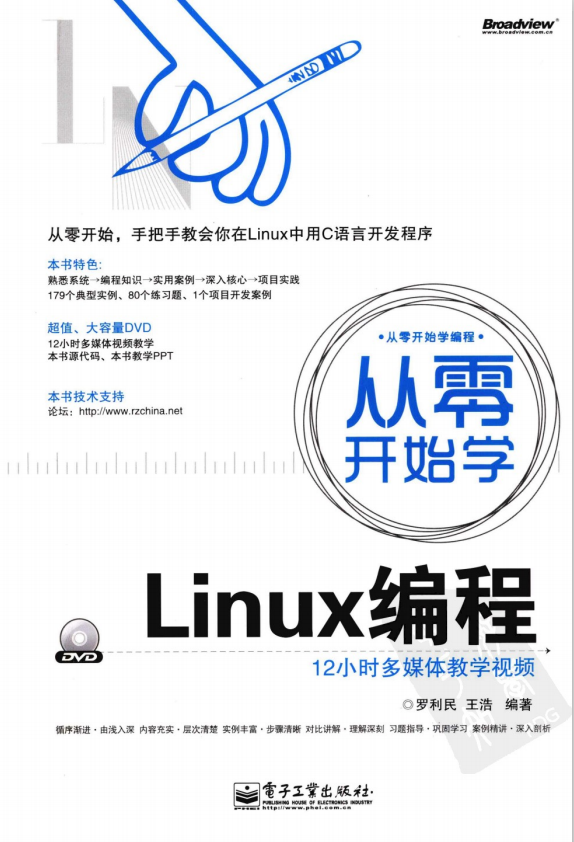 Broadview
www.broadview.com.cn
从零开始，手把手教会你在Linux中用C语言开发程序
本书特色:
熟悉系统→编程知识→实用案例→深入核心→项目实践
179个典型实例、80个练习题、1个项目开发案例
超值、大容量DVD
12小时多媒体视频教学
本书源代码、本书教学PPT
本书技术支持
论坛：http://www.rzchina.net
•从零开始学编程•
从零
开始学
Linux编程
DVD
12小时多媒体教学视频
◎罗利民 王浩 编著
循序渐进·由浅入深 内容充实·层次清楚 实例丰富·步骤清晰 对比讲解·理解深刻 习题指导·巩固学习 案例精讲·深入剖析
電子工業出版社·
PUBLISHING HOUSE OF ELECTRONICS INDUSTRY
http://www.phei.com.cn